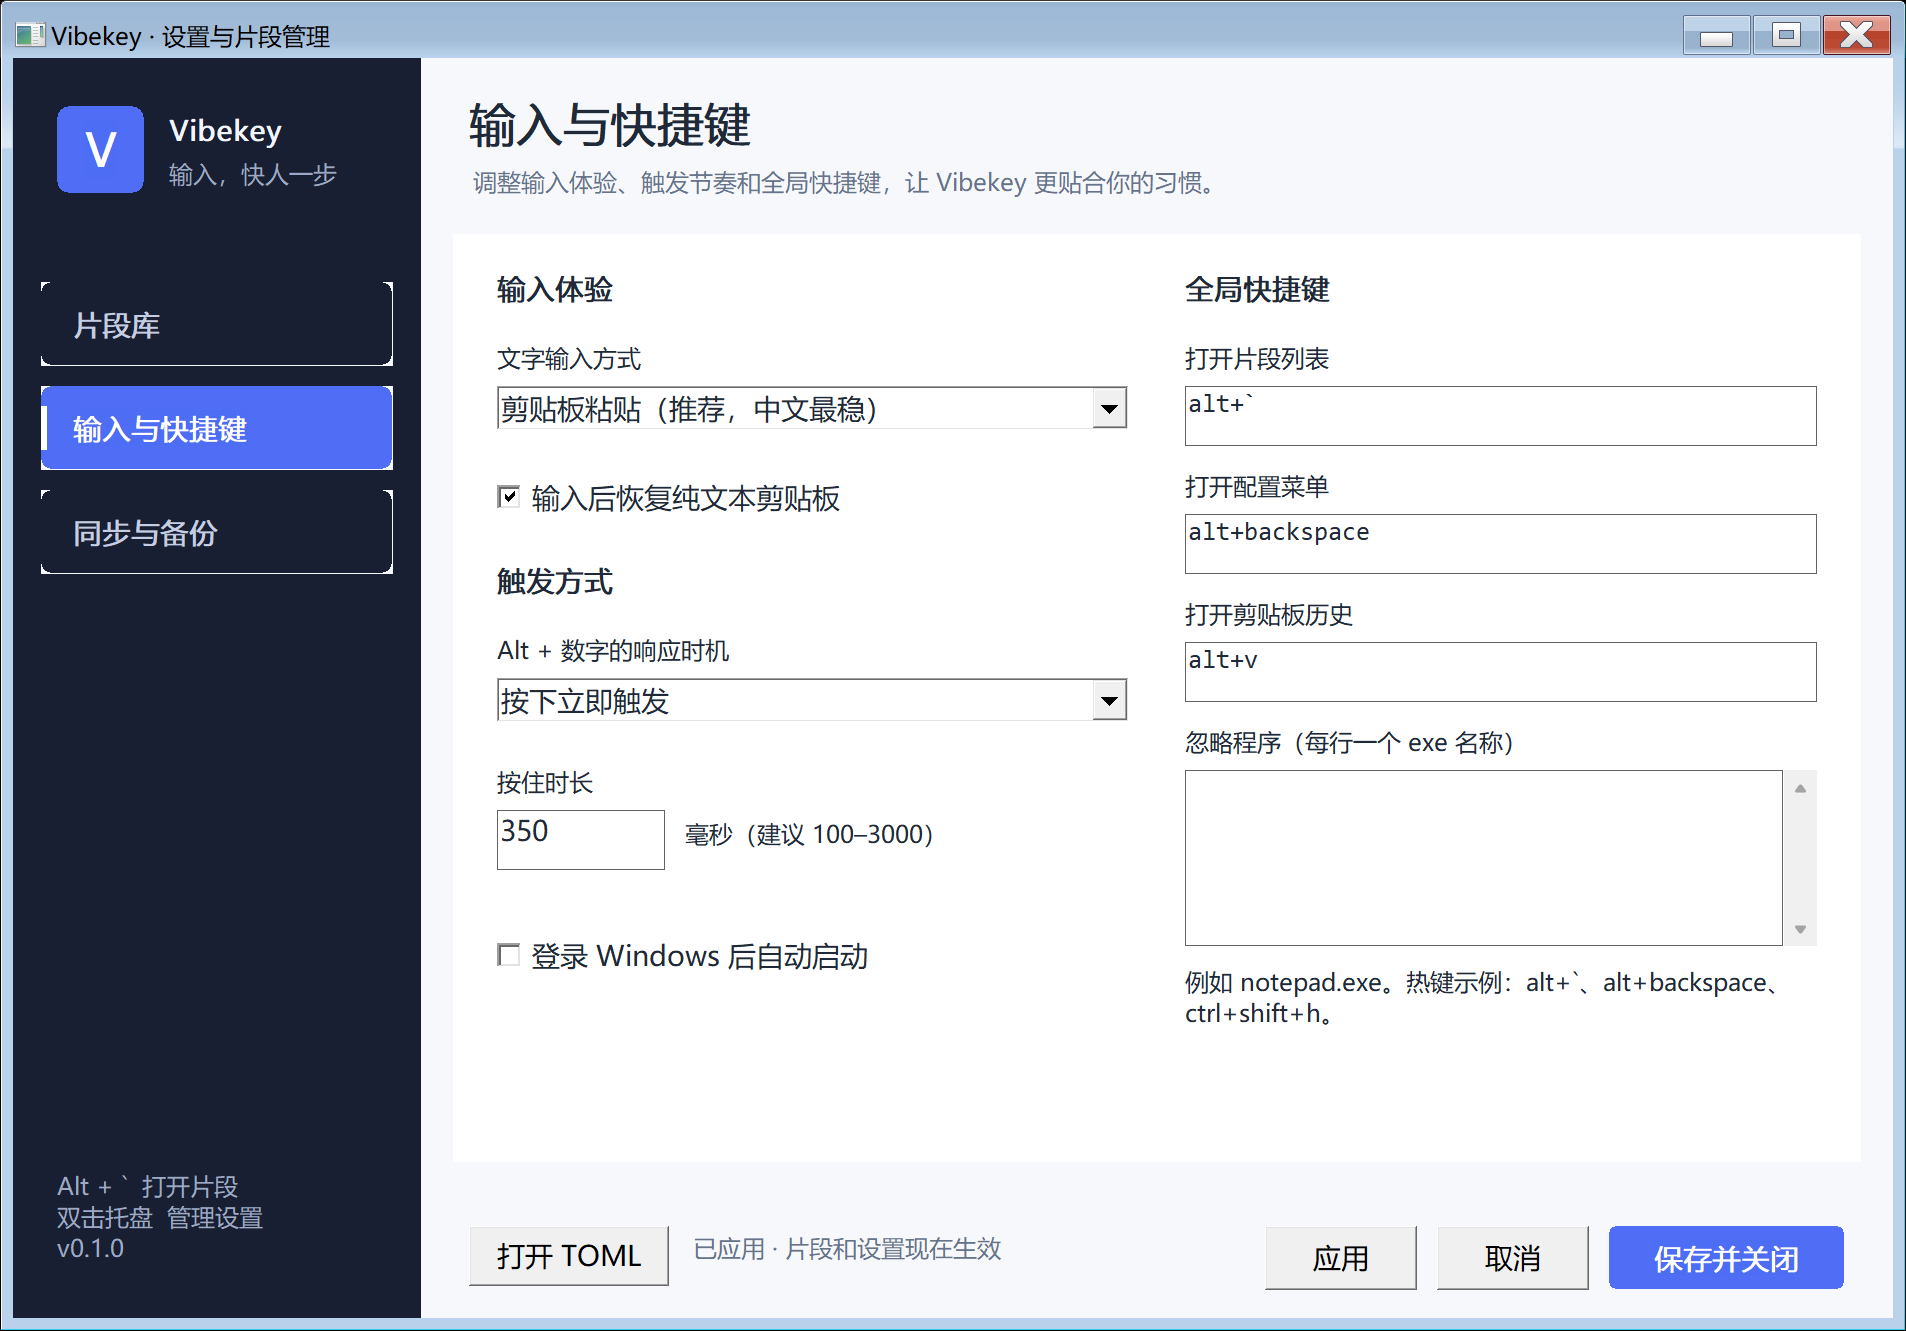 Vibekey · 设置与片段管理
V
Vibekey
输入，快人一步
片段库
输入与快捷键
同步与备份
Alt + ` 打开片段
双击托盘 管理设置
v0.1.0
输入与快捷键
调整输入体验、触发节奏和全局快捷键，让 Vibekey 更贴合你的习惯。
输入体验
文字输入方式
剪贴板粘贴（推荐，中文最稳）
输入后恢复纯文本剪贴板
触发方式
Alt + 数字的响应时机
按下立即触发
按住时长
350
毫秒（建议 100–3000）
登录 Windows 后自动启动
全局快捷键
打开片段列表
alt+`
打开配置菜单
alt+backspace
打开剪贴板历史
alt+v
忽略程序（每行一个 exe 名称）
例如 notepad.exe。热键示例：alt+`、alt+backspace、
ctrl+shift+h。
打开 TOML
已应用 · 片段和设置现在生效
应用
取消
保存并关闭